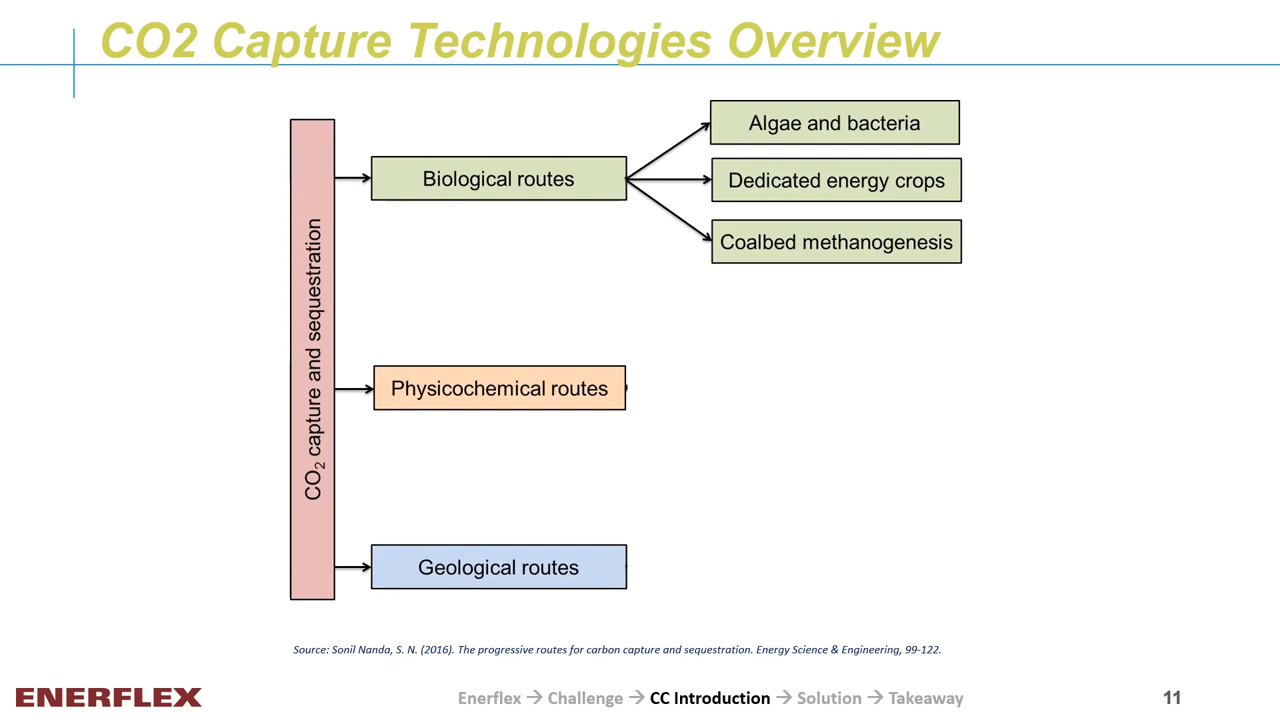 CO2 Capture Technologies Overview
CO₂ capture and sequestration
Biological routes
Algae and bacteria
Dedicated energy crops
Coalbed methanogenesis
Physicochemical routes
Geological routes
Source: Sonil Nanda, S. N. (2016). The progressive routes for carbon capture and sequestration. Energy Science & Engineering, 99-122.
ENERFLEX
Enerflex → Challenge → CC Introduction → Solution → Takeaway
11